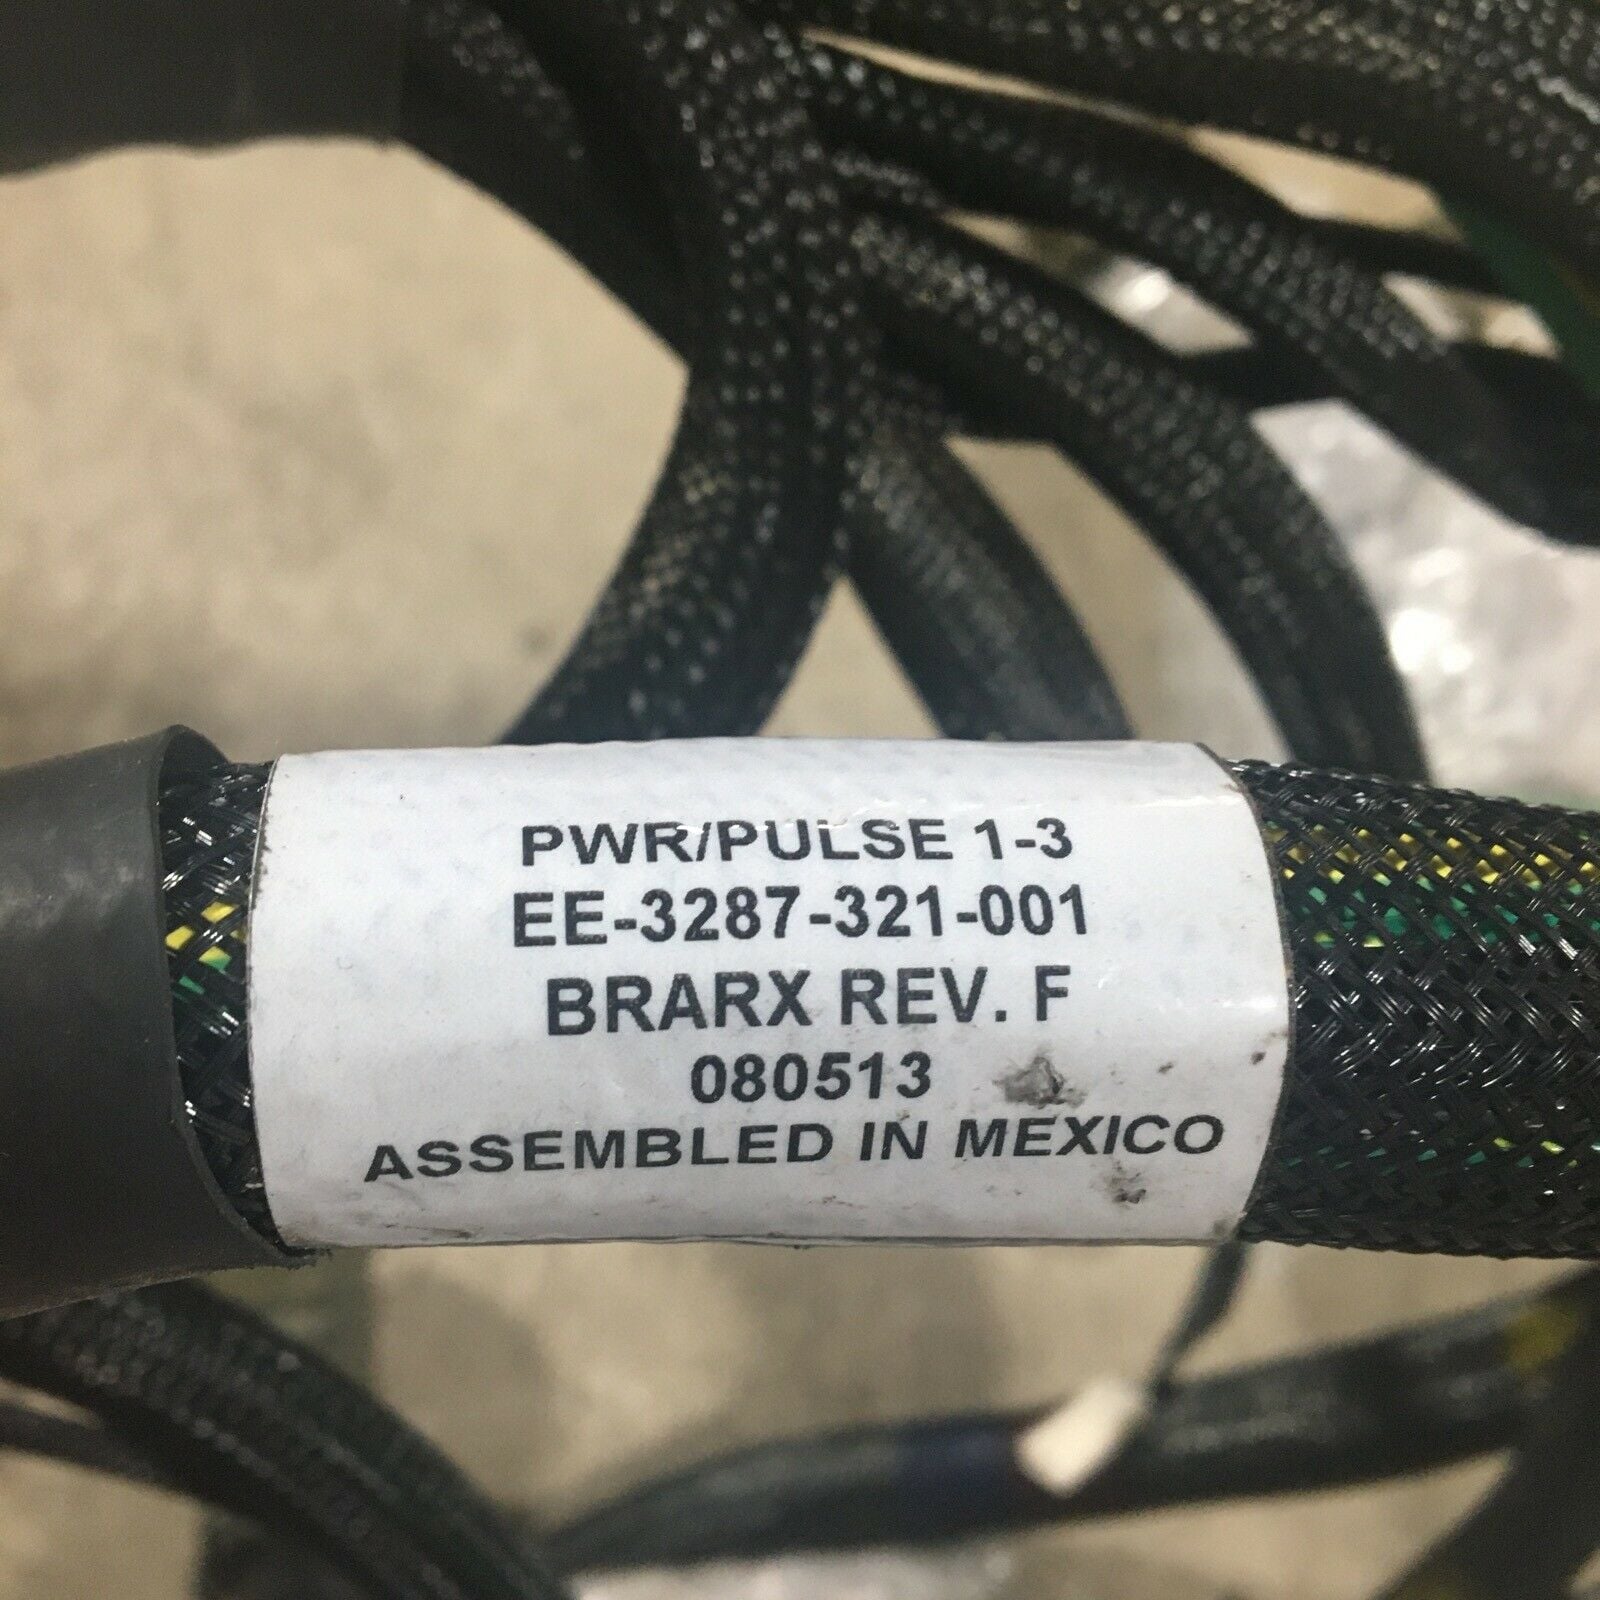 PWR/PULSE 1-3
EE-3287-321-001
BRARX REV. F
080513
ASSEMBLED IN MEXICO